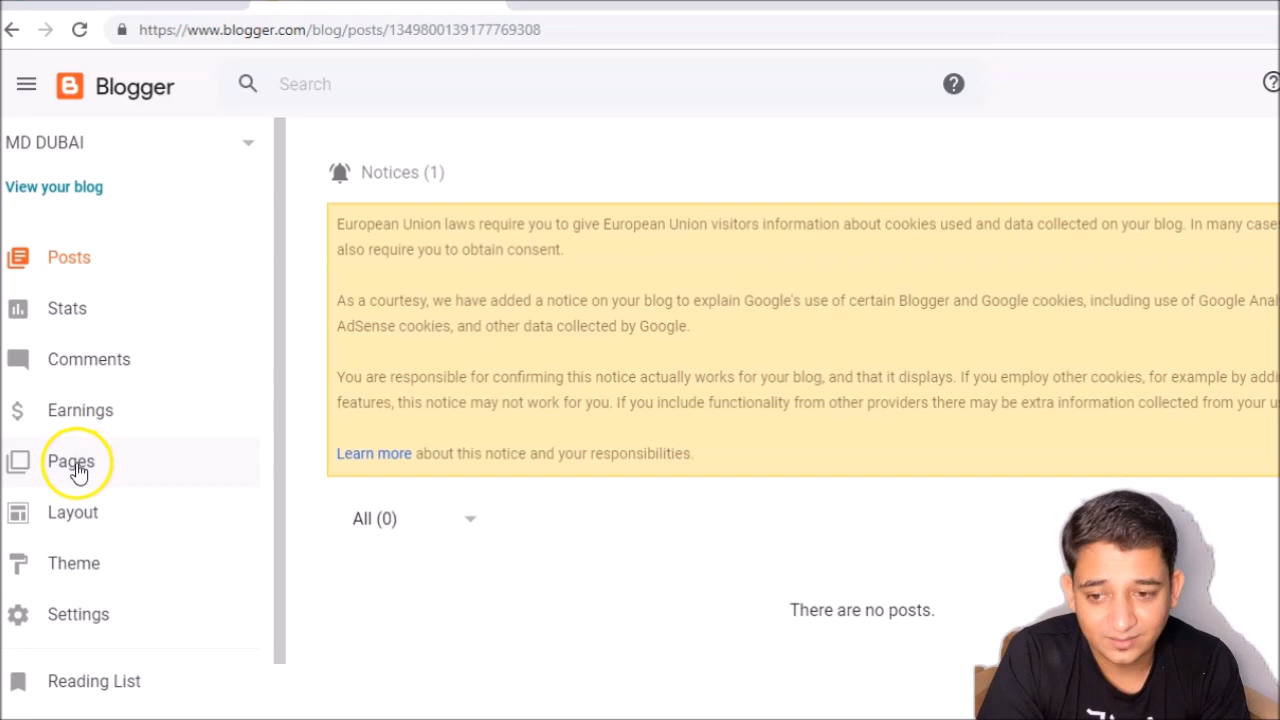 https://www.blogger.com/blog/posts/1349800139177769308
Blogger
Search
MD DUBAI
View your blog
Posts
Stats
Comments
Earnings
Pages
Layout
Theme
Settings
Reading List
Notices (1)
European Union laws require you to give European Union visitors information about cookies used and data collected on your blog. In many case
also require you to obtain consent.
As a courtesy, we have added a notice on your blog to explain Google's use of certain Blogger and Google cookies, including use of Google Anal
AdSense cookies, and other data collected by Google.
You are responsible for confirming this notice actually works for your blog, and that it displays. If you employ other cookies, for example by addi
features, this notice may not work for you. If you include functionality from other providers there may be extra information collected from your u
Learn more about this notice and your responsibilities.
All (0)
There are no posts.